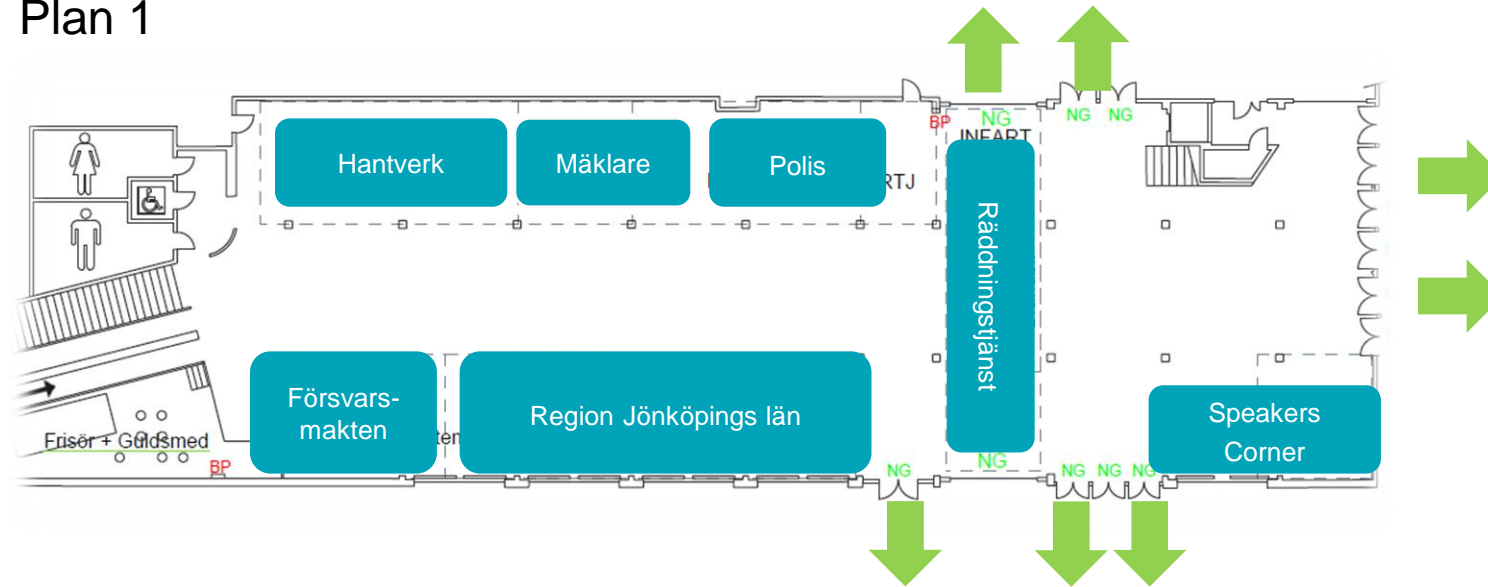 Plan 1
BP
NG
NG
NG
INFART
Hantverk
Mäklare
Polis
RTJ
Räddningstjänst
Försvars-
makten
Region Jönköpings län
Speakers
Corner
Frisör + Guldsmed
BP
NG
NG
NG
NG
NG